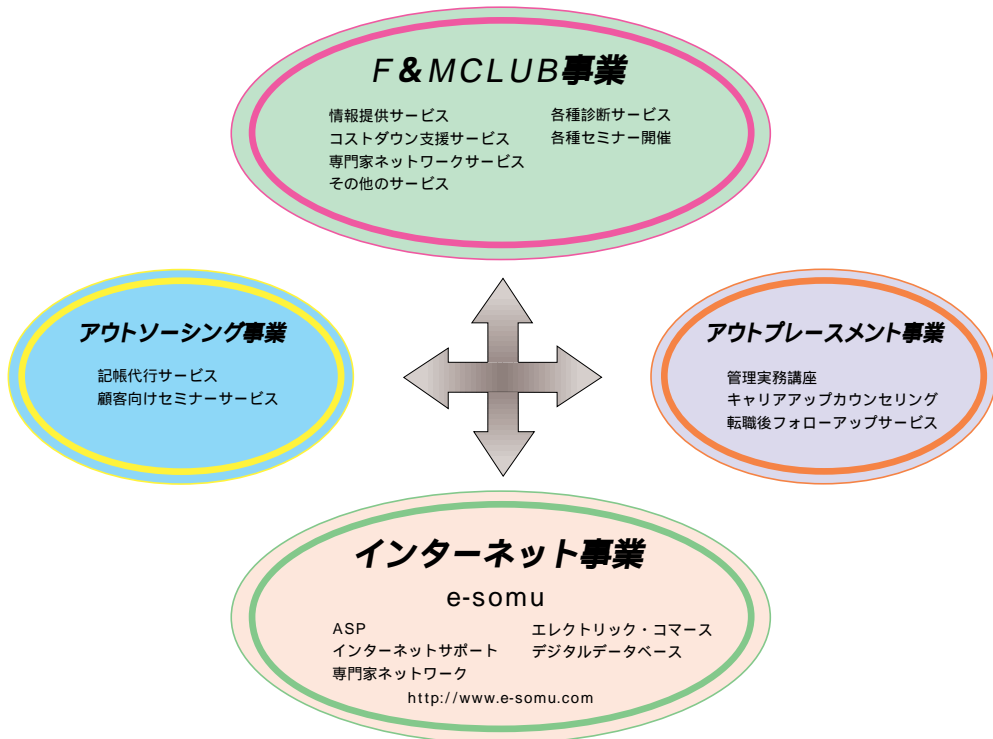 F&MCLUB事業
情報提供サービス
コストダウン支援サービス
専門家ネットワークサービス
その他のサービス
各種診断サービス
各種セミナー開催
アウトソーシング事業
記帳代行サービス
顧客向けセミナーサービス
アウトプレースメント事業
管理実務講座
キャリアアップカウンセリング
転職後フォローアップサービス
インターネット事業
e-somu
ASP
インターネットサポート
専門家ネットワーク
エレクトリック・コマース
デジタルデータベース
http://www.e-somu.com